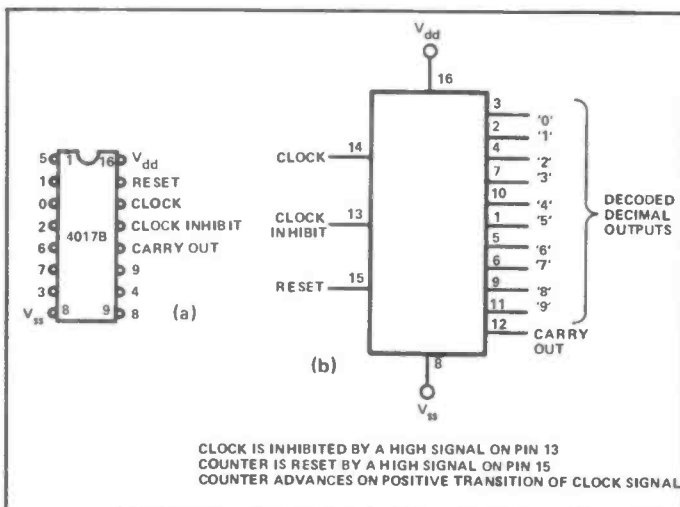 V_dd
16
3
'0'
2
'1'
4
'2'
7
'3'
10
'4'
1
'5'
5
'6'
6
'7'
9
'8'
11
'9'
12
CARRY
OUT
DECODED
DECIMAL
OUTPUTS
14
CLOCK
13
CLOCK
INHIBIT
15
RESET
8
V_ss
(b)
5 1 16 V_dd
1 RESET
0 CLOCK
2 CLOCK INHIBIT
4017B
6 CARRY OUT
7 9
3 4
V_ss 8 9 8
(a)
CLOCK IS INHIBITED BY A HIGH SIGNAL ON PIN 13
COUNTER IS RESET BY A HIGH SIGNAL ON PIN 15
COUNTER ADVANCES ON POSITIVE TRANSITION OF CLOCK SIGNAL